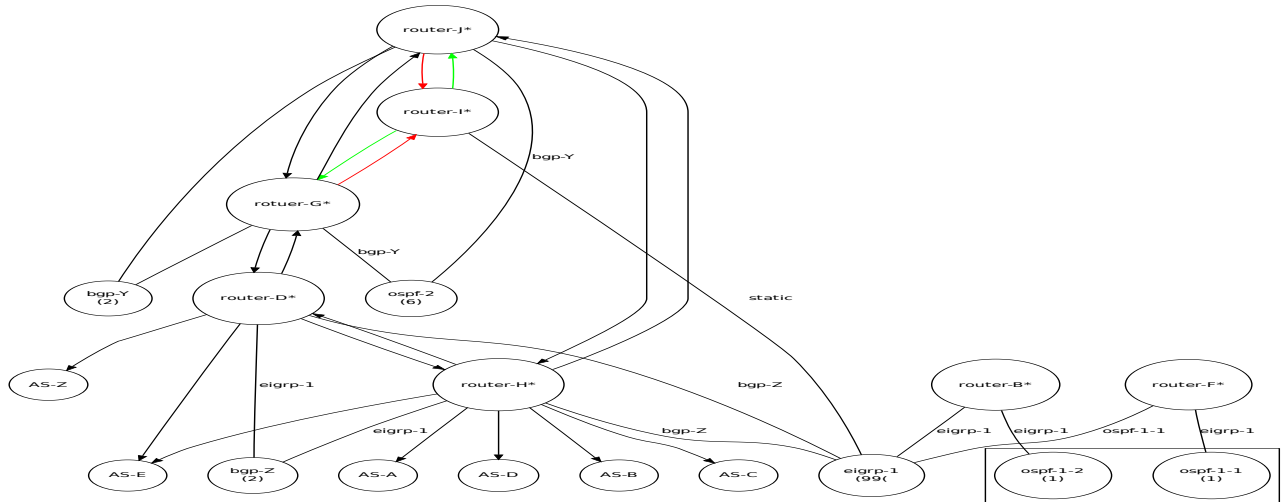 router-J*
router-I*
bgp-Y
rotuer-G*
bgp-Y
bgp-Y
(2)
router-D*
ospf-2
(6)
static
AS-Z
eigrp-1
router-H*
bgp-Z
router-B*
router-F*
eigrp-1
bgp-Z
eigrp-1
eigrp-1
ospf-1-1
eigrp-1
AS-E
bgp-Z
(2)
AS-A
AS-D
AS-B
AS-C
eigrp-1
(99(
ospf-1-2
(1)
ospf-1-1
(1)